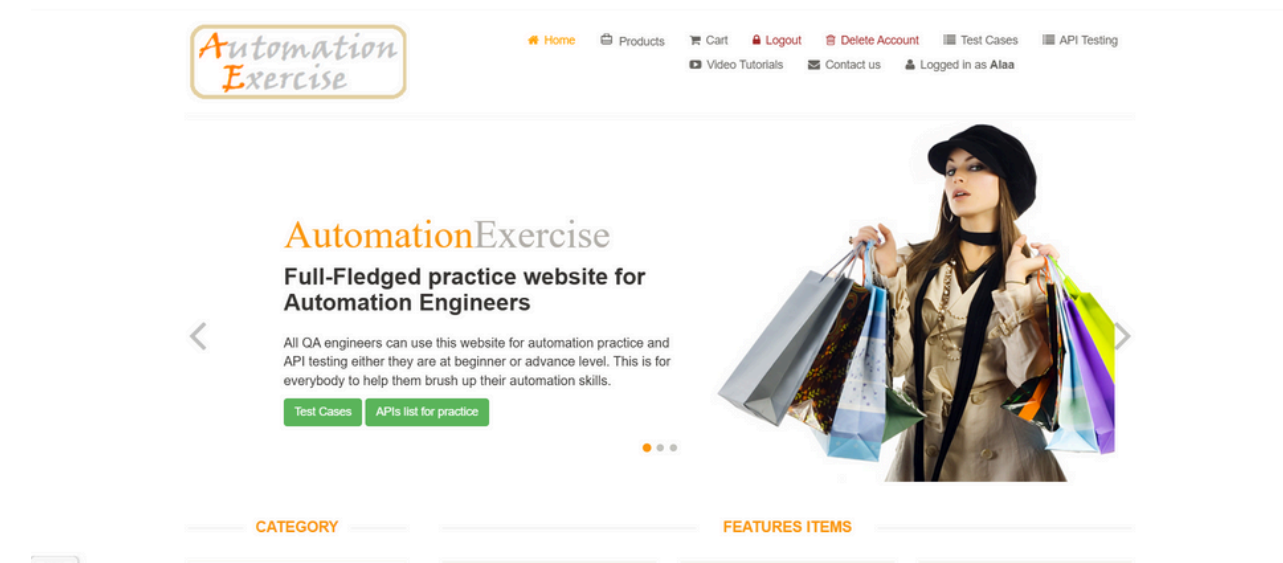 Automation
Exercise
Home Products Cart Logout Delete Account Test Cases API Testing
Video Tutorials Contact us Logged in as Alaa
AutomationExercise
Full-Fledged practice website for
Automation Engineers
All QA engineers can use this website for automation practice and
API testing either they are at beginner or advance level. This is for
everybody to help them brush up their automation skills.
Test Cases APIs list for practice
CATEGORY FEATURES ITEMS